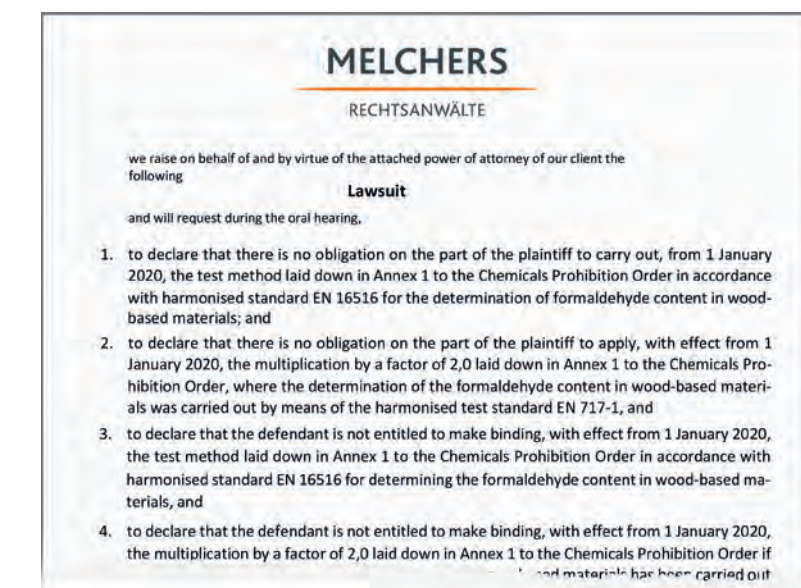 MELCHERS
RECHTSANWÄLTE
we raise on behalf of and by virtue of the attached power of attorney of our client the
following
Lawsuit
and will request during the oral hearing,
1. to declare that there is no obligation on the part of the plaintiff to carry out, from 1 January
2020, the test method laid down in Annex 1 to the Chemicals Prohibition Order in accordance
with harmonised standard EN 16516 for the determination of formaldehyde content in wood-
based materials; and
2. to declare that there is no obligation on the part of the plaintiff to apply, with effect from 1
January 2020, the multiplication by a factor of 2,0 laid down in Annex 1 to the Chemicals Pro-
hibition Order, where the determination of the formaldehyde content in wood-based materi-
als was carried out by means of the harmonised test standard EN 717-1, and
3. to declare that the defendant is not entitled to make binding, with effect from 1 January 2020,
the test method laid down in Annex 1 to the Chemicals Prohibition Order in accordance with
harmonised standard EN 16516 for determining the formaldehyde content in wood-based ma-
terials, and
4. to declare that the defendant is not entitled to make binding, with effect from 1 January 2020,
the multiplication by a factor of 2,0 laid down in Annex 1 to the Chemicals Prohibition Order if
materials has been carried out